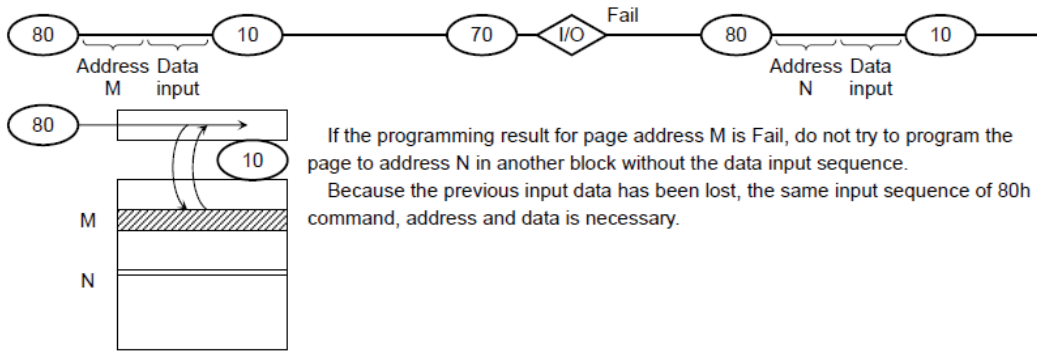 Fail
80 10 70 I/O 80 10
Address Data Address Data
M input N input
80
If the programming result for page address M is Fail, do not try to program the
10 page to address N in another block without the data input sequence.
Because the previous input data has been lost, the same input sequence of 80h
M command, address and data is necessary.
N